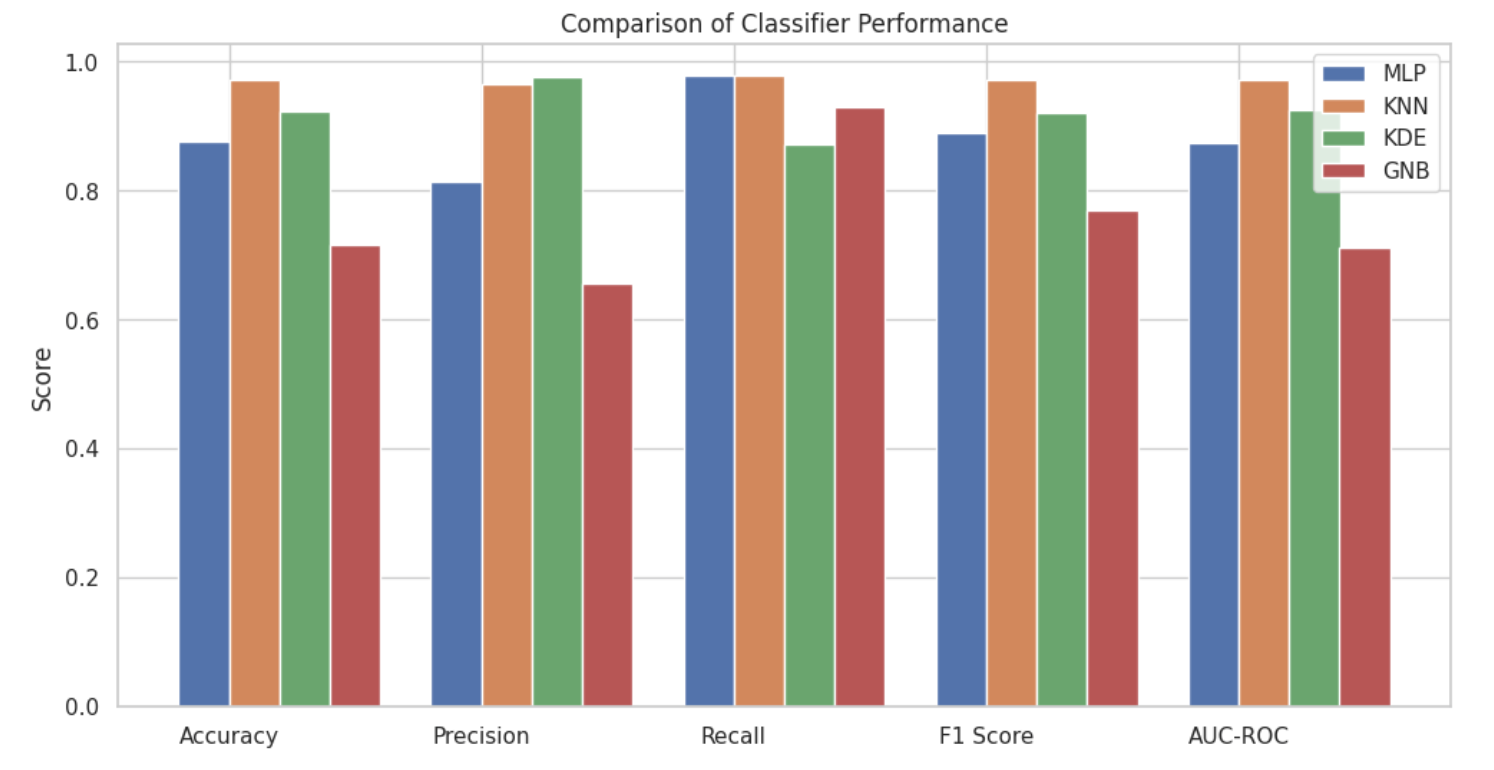 Comparison of Classifier Performance
1.0
0.8
0.6
0.4
0.2
0.0
Score
MLP
KNN
KDE
GNB
Accuracy
Precision
Recall
F1 Score
AUC-ROC